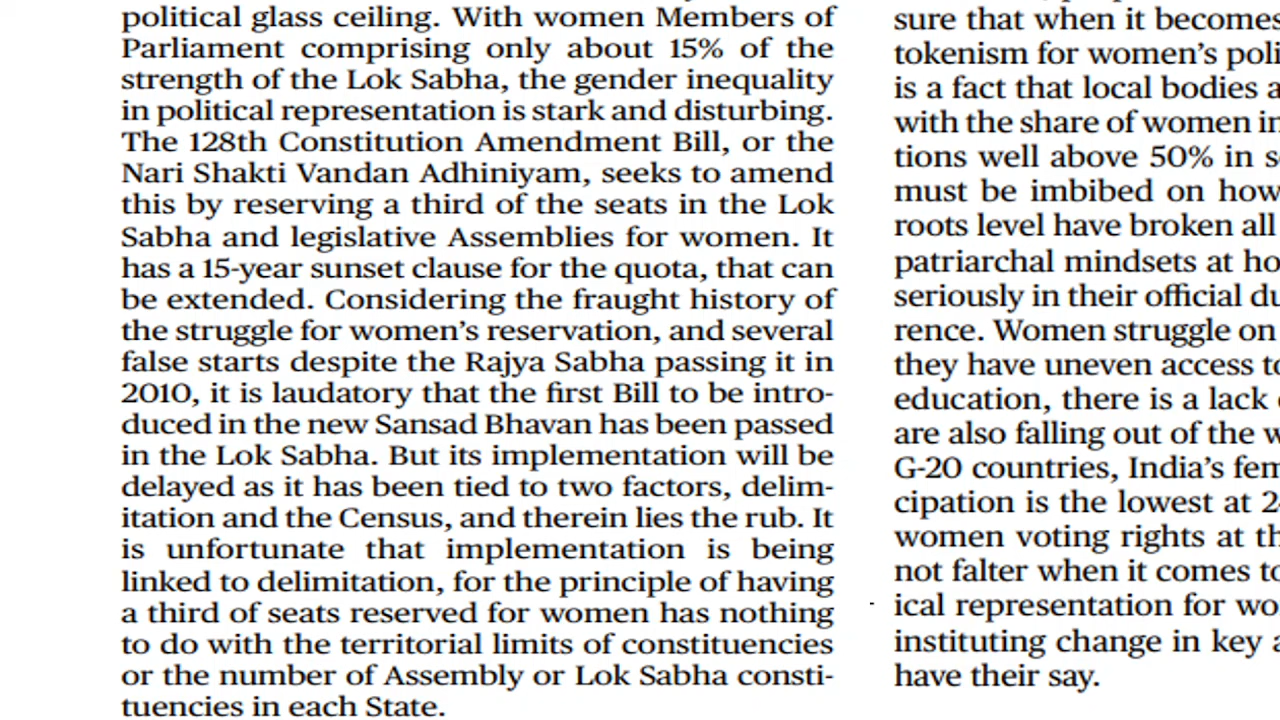 political glass ceiling. With women Members of
Parliament comprising only about 15% of the
strength of the Lok Sabha, the gender inequality
in political representation is stark and disturbing.
The 128th Constitution Amendment Bill, or the
Nari Shakti Vandan Adhiniyam, seeks to amend
this by reserving a third of the seats in the Lok
Sabha and legislative Assemblies for women. It
has a 15-year sunset clause for the quota, that can
be extended. Considering the fraught history of
the struggle for women's reservation, and several
false starts despite the Rajya Sabha passing it in
2010, it is laudatory that the first Bill to be intro-
duced in the new Sansad Bhavan has been passed
in the Lok Sabha. But its implementation will be
delayed as it has been tied to two factors, delim-
itation and the Census, and therein lies the rub. It
is unfortunate that implementation is being
linked to delimitation, for the principle of having
a third of seats reserved for women has nothing
to do with the territorial limits of constituencies
or the number of Assembly or Lok Sabha consti-
tuencies in each State.
sure that when it becomes
tokenism for women's poli
is a fact that local bodies a
with the share of women in
tions well above 50% in s
must be imbibed on how
roots level have broken all
patriarchal mindsets at ho
seriously in their official du
rence. Women struggle on
they have uneven access to
education, there is a lack
are also falling out of the w
G-20 countries, India's fem
cipation is the lowest at 2
women voting rights at th
not falter when it comes to
ical representation for wo
instituting change in key a
have their say.